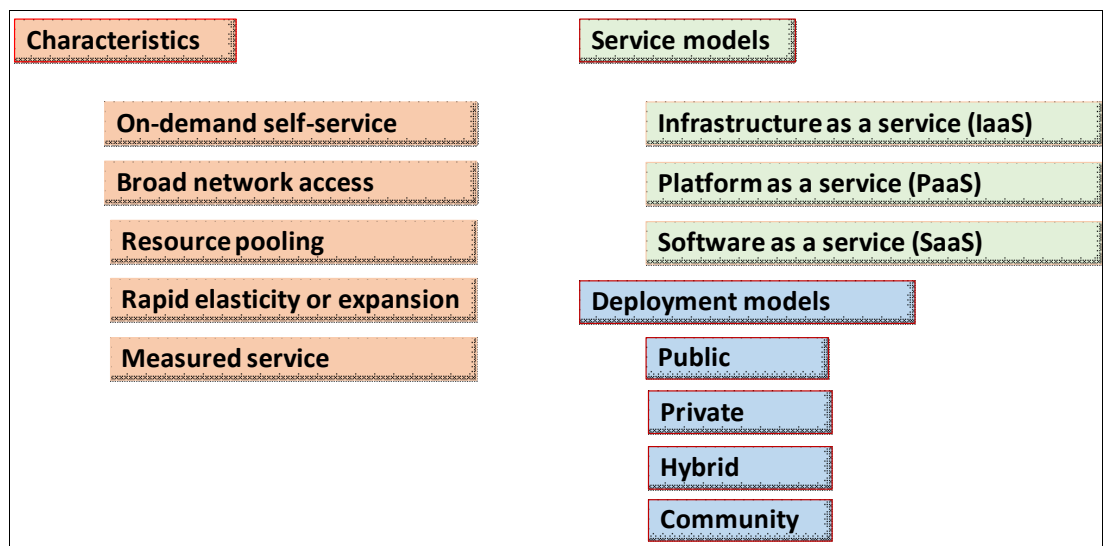 Characteristics
On-demand self-service
Broad network access
Resource pooling
Rapid elasticity or expansion
Measured service
Service models
Infrastructure as a service (IaaS)
Platform as a service (PaaS)
Software as a service (SaaS)
Deployment models
Public
Private
Hybrid
Community